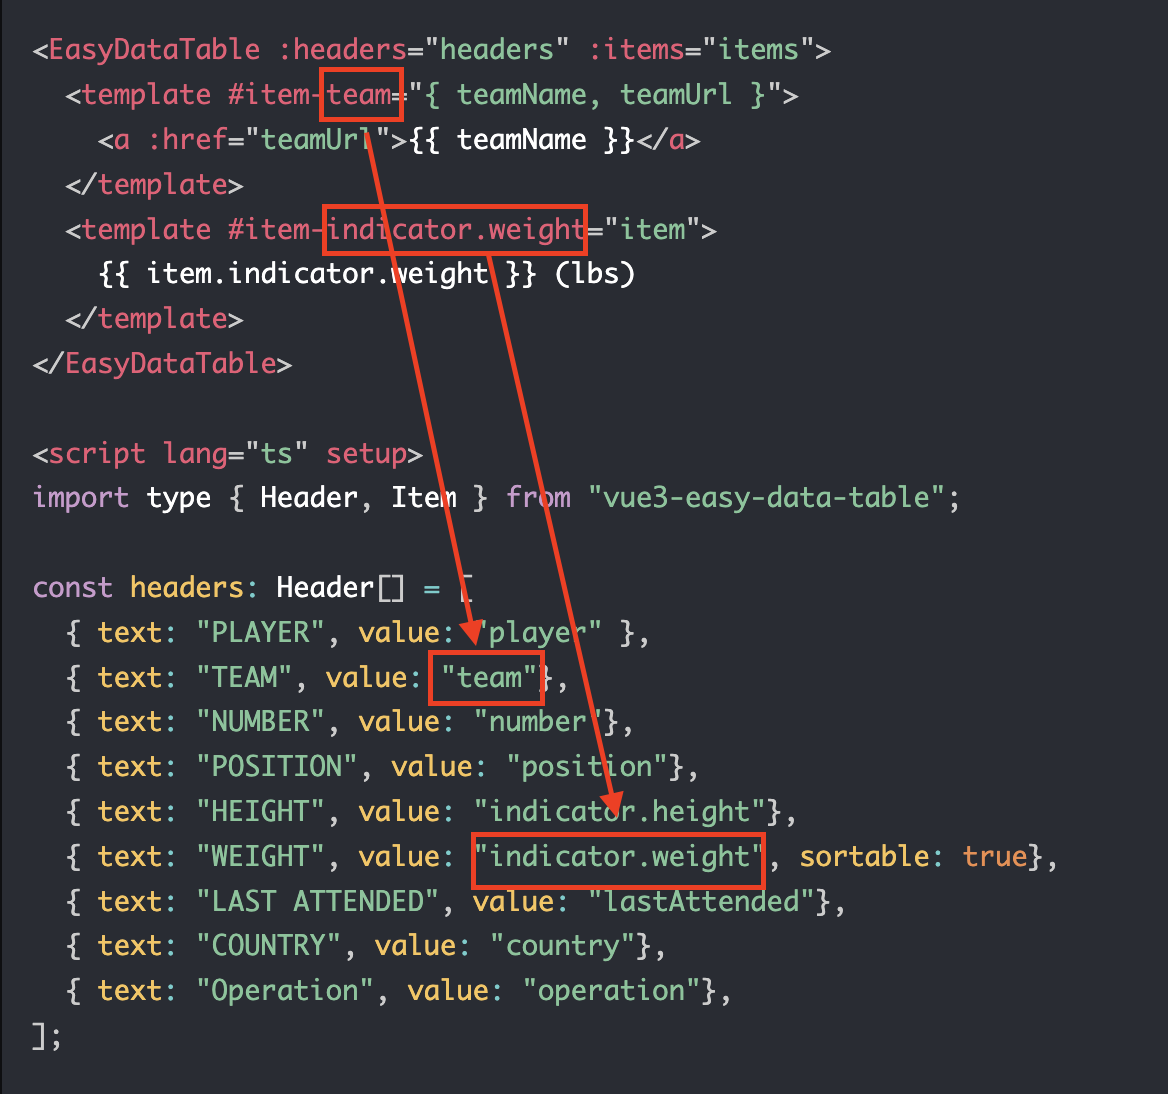 <EasyDataTable :headers="headers" :items="items">
<template #item-team="{ teamName, teamUrl }">
<a :href="teamUrl">{{ teamName }}</a>
</template>
<template #item-indicator.weight="item">
{{ item.indicator.weight }} (lbs)
</template>
</EasyDataTable>
<script lang="ts" setup>
import type { Header, Item } from "vue3-easy-data-table";
const headers: Header[] = [
{ text: "PLAYER", value: "player" },
{ text: "TEAM", value: "team"},
{ text: "NUMBER", value: "number"},
{ text: "POSITION", value: "position"},
{ text: "HEIGHT", value: "indicator.height"},
{ text: "WEIGHT", value: "indicator.weight", sortable: true},
{ text: "LAST ATTENDED", value: "lastAttended"},
{ text: "COUNTRY", value: "country"},
{ text: "Operation", value: "operation"},
];